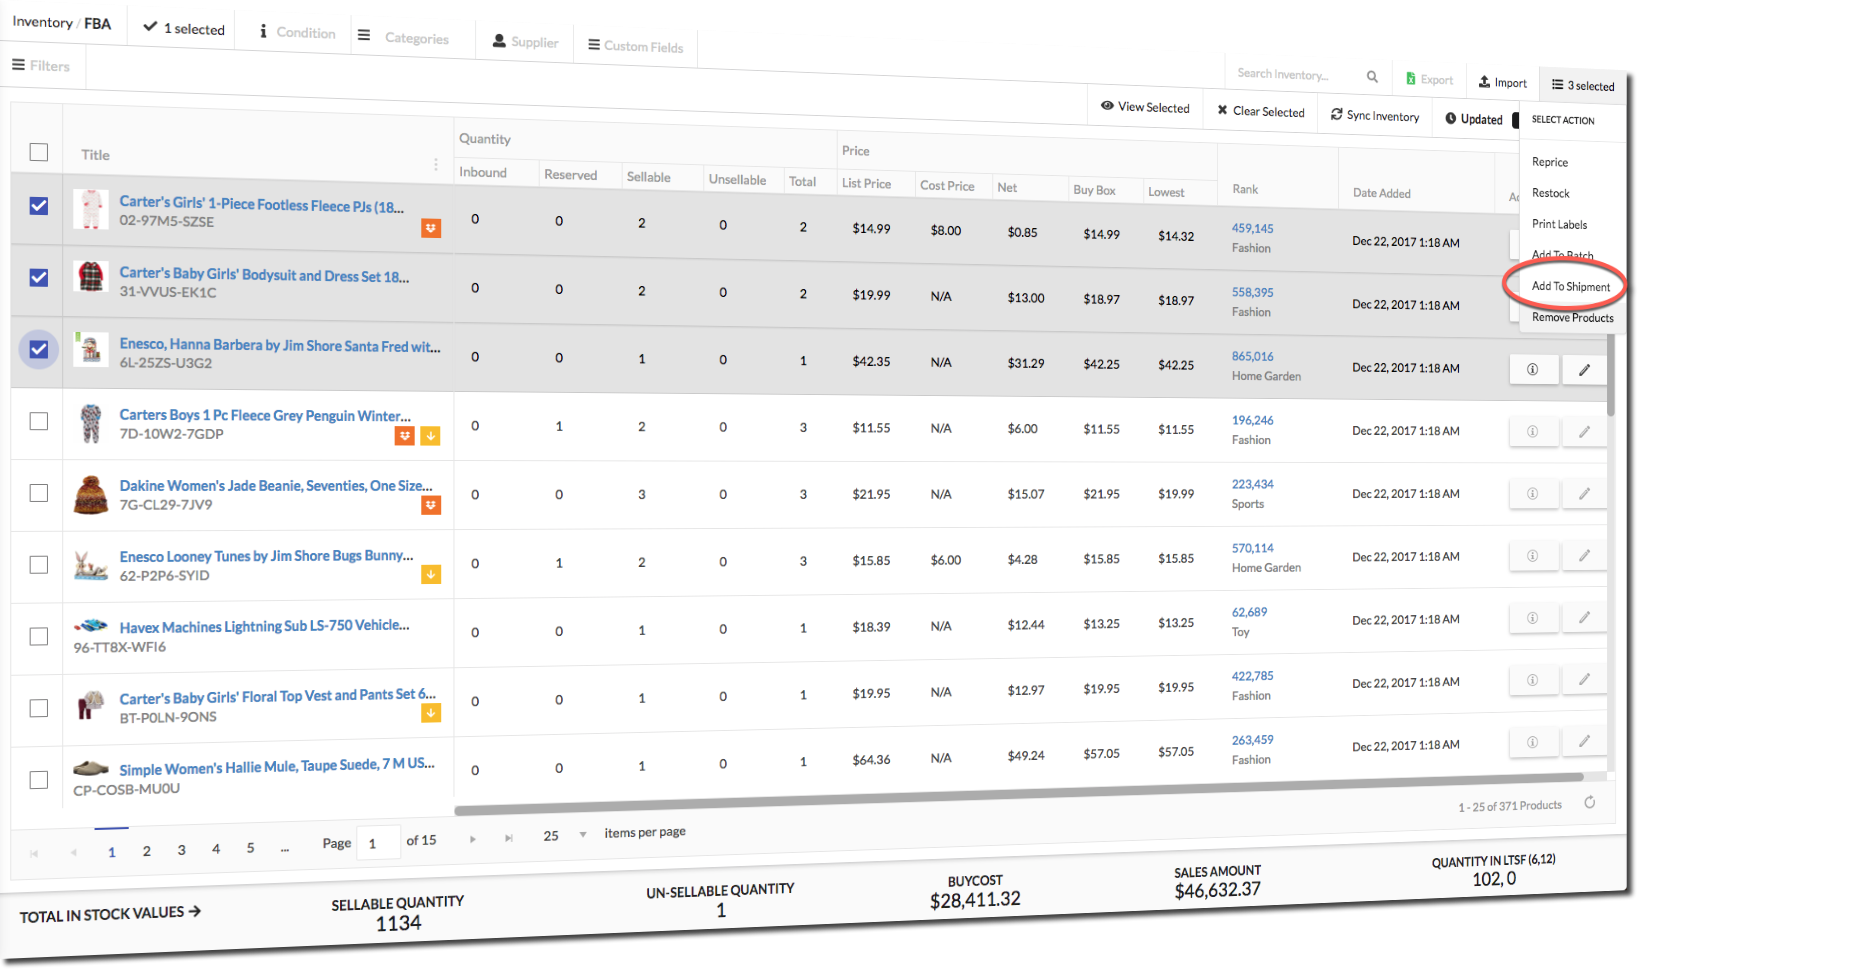 Inventory / FBA
1 selected
Condition
Categories
Supplier
Custom Fields
Filters
Search Inventory...
Export
Import
3 selected
View Selected
Clear Selected
Sync Inventory
Updated
SELECT ACTION
Reprice
Restock
Print Labels
Add To Batch
Add To Shipment
Remove Products
Title
Quantity
Price
Inbound Reserved Sellable Unsellable Total List Price Cost Price Net Buy Box Lowest Rank Date Added
Carter's Girls' 1-Piece Footless Fleece PJs (18...
02-97M5-SZSE
0 0 2 0 2 $14.99 $8.00 $0.85 $14.99 $14.32 459,145 Dec 22, 2017 1:18 AM
Fashion
Carter's Baby Girls' Bodysuit and Dress Set 18...
31-VVUS-EK1C
0 0 2 0 2 $19.99 N/A $13.00 $18.97 $18.97 558,395 Dec 22, 2017 1:18 AM
Fashion
Enesco, Hanna Barbera by Jim Shore Santa Fred wit...
6L-25ZS-U3G2
0 0 1 0 1 $42.35 N/A $31.29 $42.25 $42.25 865,016 Dec 22, 2017 1:18 AM
Home Garden
Carters Boys 1 Pc Fleece Grey Penguin Winter...
7D-10W2-7GDP
0 1 2 0 3 $11.55 N/A $6.00 $11.55 $11.55 196,246 Dec 22, 2017 1:18 AM
Fashion
Dakine Women's Jade Beanie, Seventies, One Size...
7G-CL29-7JV9
0 0 3 0 3 $21.95 N/A $15.07 $21.95 $19.99 223,434 Dec 22, 2017 1:18 AM
Sports
Enesco Looney Tunes by Jim Shore Bugs Bunny...
62-P2P6-SYID
0 1 2 0 3 $15.85 $6.00 $4.28 $15.85 $15.85 570,114 Dec 22, 2017 1:18 AM
Home Garden
Havex Machines Lightning Sub LS-750 Vehicle...
96-TT8X-WFI6
0 0 1 0 1 $18.39 N/A $12.44 $13.25 $13.25 62,689 Dec 22, 2017 1:18 AM
Toy
Carter's Baby Girls' Floral Top Vest and Pants Set 6...
BT-P0LN-9ONS
0 0 1 0 1 $19.95 N/A $12.97 $19.95 $19.95 422,785 Dec 22, 2017 1:18 AM
Fashion
Simple Women's Hallie Mule, Taupe Suede, 7 M US...
CP-COSB-MU0U
0 0 1 0 1 $64.36 N/A $49.24 $57.05 $57.05 263,459 Dec 22, 2017 1:18 AM
Fashion
1 2 3 4 5 ... Page 1 of 15 25 items per page
1 - 25 of 371 Products
TOTAL IN STOCK VALUES
SELLABLE QUANTITY
1134
UN-SELLABLE QUANTITY
1
BUYCOST
$28,411.32
SALES AMOUNT
$46,632.37
QUANTITY IN LTSF (6,12)
102, 0